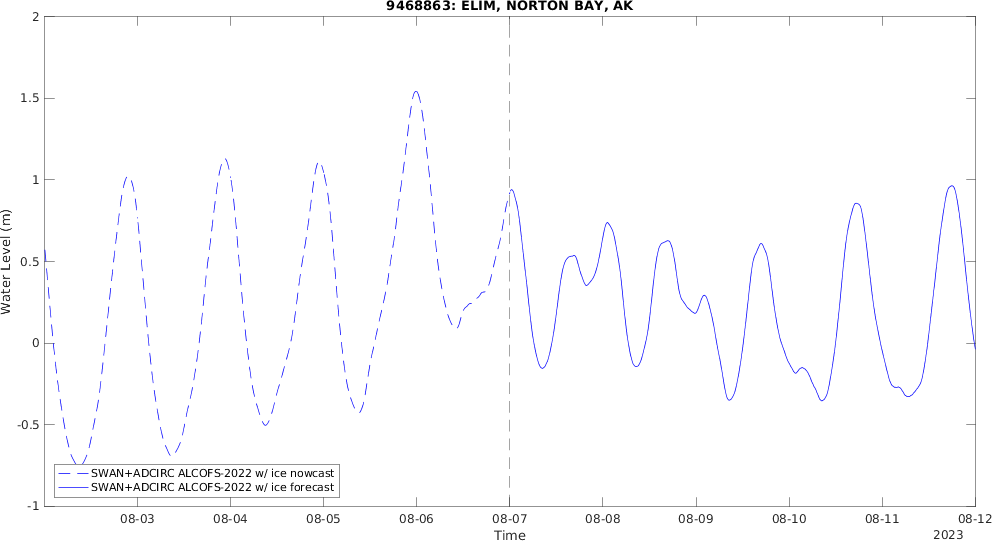 9468863: ELIM, NORTON BAY, AK
2
1.5
1
0.5
0
-0.5
-1
Water Level (m)
SWAN+ADCIRC ALCOFS-2022 w/ ice nowcast
SWAN+ADCIRC ALCOFS-2022 w/ ice forecast
08-03 08-04 08-05 08-06 08-07 08-08 08-09 08-10 08-11 08-12
Time
2023